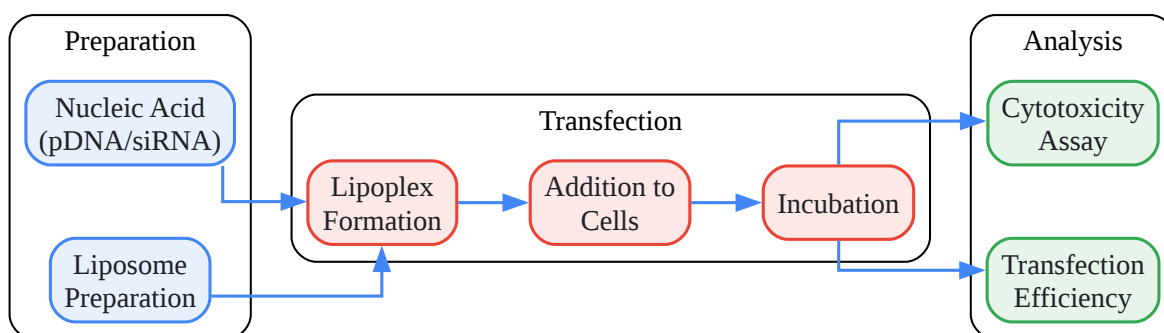 Preparation
Nucleic Acid
(pDNA/siRNA)
Liposome
Preparation
Transfection
Lipoplex
Formation
Addition to
Cells
Incubation
Analysis
Cytotoxicity
Assay
Transfection
Efficiency